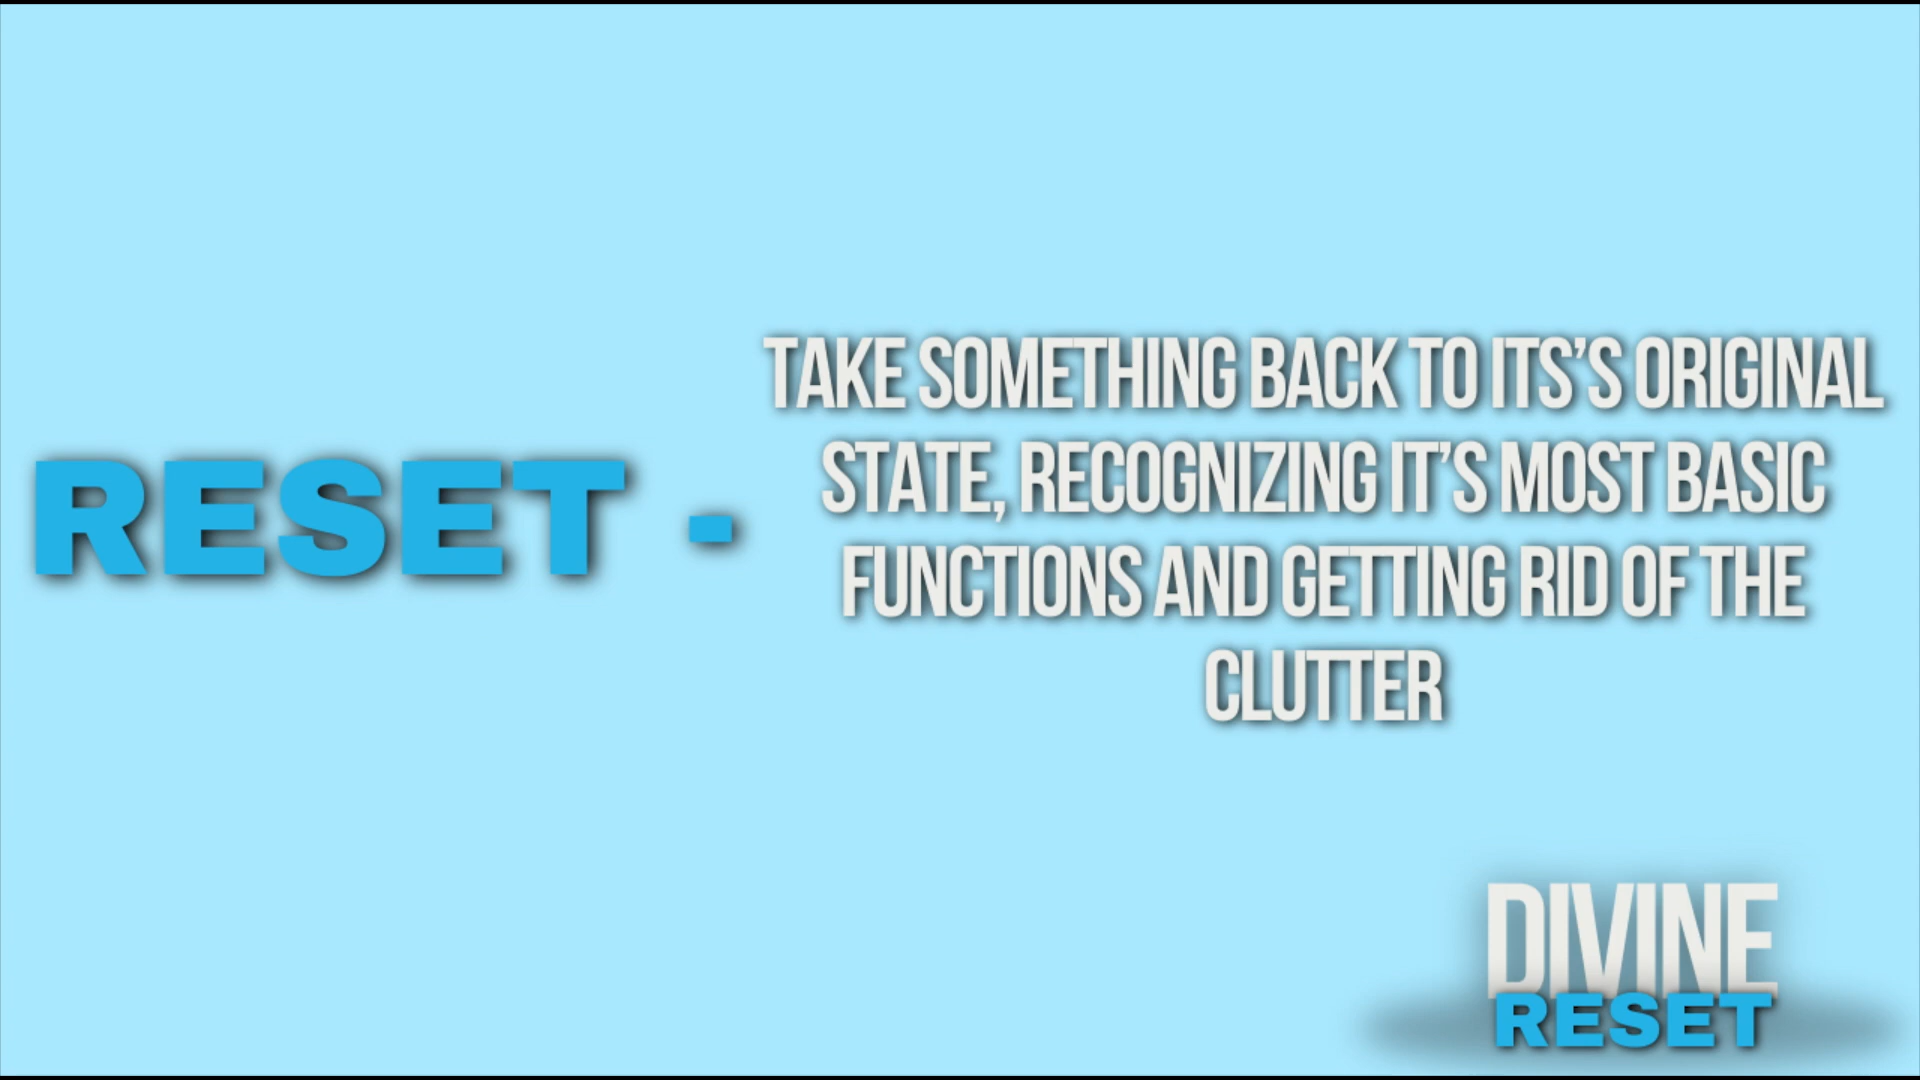 RESET -
TAKE SOMETHING BACK TO ITS'S ORIGINAL
STATE, RECOGNIZING IT'S MOST BASIC
FUNCTIONS AND GETTING RID OF THE
CLUTTER
DIVINE
RESET